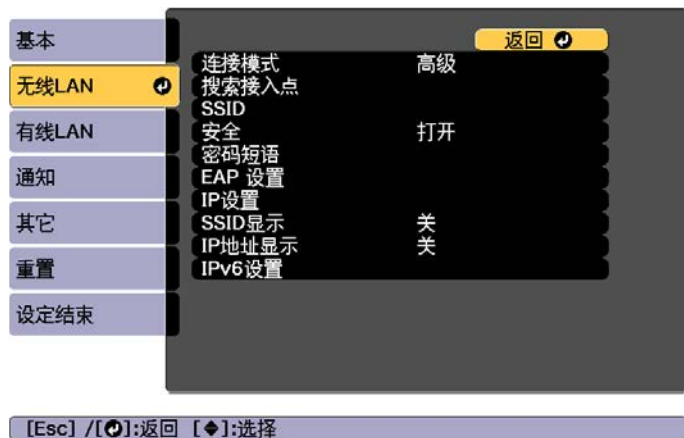 基本
无线LAN
有线LAN
通知
其它
重置
设定结束
返回
连接模式 高级
搜索接入点
SSID
安全 打开
密码短语
EAP 设置
IP设置
SSID显示 关
IP地址显示 关
IPv6设置
[Esc] /[]:返回 []:选择